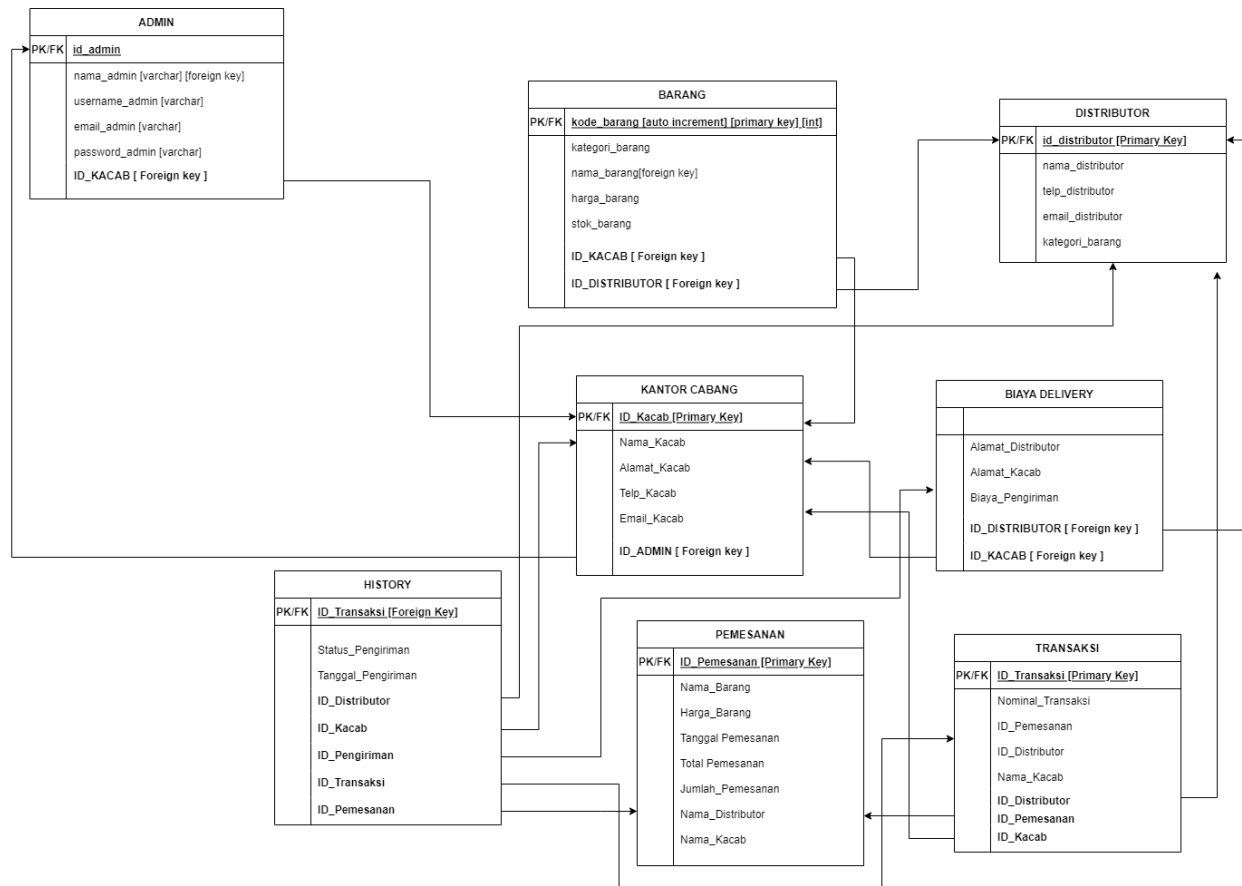 ADMIN
PK/FK id_admin
nama_admin [varchar] [foreign key]
username_admin [varchar]
email_admin [varchar]
password_admin [varchar]
ID_KACAB [ Foreign key ]
BARANG
PK/FK kode_barang [auto increment] [primary key] [int]
kategori_barang
nama_barang[foreign key]
harga_barang
stok_barang
ID_KACAB [ Foreign key ]
ID_DISTRIBUTOR [ Foreign key ]
DISTRIBUTOR
PK/FK id_distributor [Primary Key]
nama_distributor
telp_distributor
email_distributor
kategori_barang
KANTOR CABANG
PK/FK ID_Kacab [Primary Key]
Nama_Kacab
Alamat_Kacab
Telp_Kacab
Email_Kacab
ID_ADMIN [ Foreign key ]
BIAYA DELIVERY
Alamat_Distributor
Alamat_Kacab
Biaya_Pengiriman
ID_DISTRIBUTOR [ Foreign key ]
ID_KACAB [ Foreign key ]
HISTORY
PK/FK ID_Transaksi [Foreign Key]
Status_Pengiriman
Tanggal_Pengiriman
ID_Distributor
ID_Kacab
ID_Pengiriman
ID_Transaksi
ID_Pemesanan
PEMESANAN
PK/FK ID_Pemesanan [Primary Key]
Nama_Barang
Harga_Barang
Tanggal Pemesanan
Total Pemesanan
Jumlah_Pemesanan
Nama_Distributor
Nama_Kacab
TRANSAKSI
PK/FK ID_Transaksi [Primary Key]
Nominal_Transaksi
ID_Pemesanan
ID_Distributor
Nama_Kacab
ID_Distributor
ID_Pemesanan
ID_Kacab